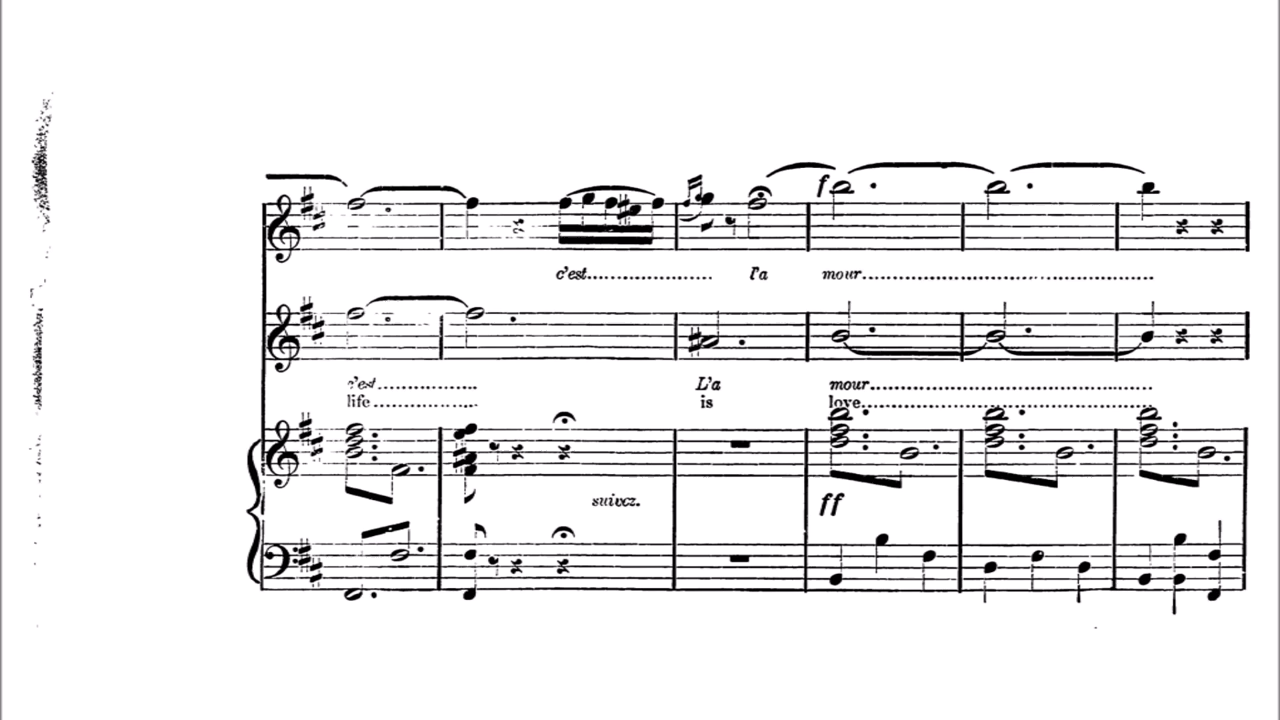 f
c'est.......................... l'a mour............................................................
c'est..................... L'a mour............................................................
life...................... is love............................................................
suivez.
ff